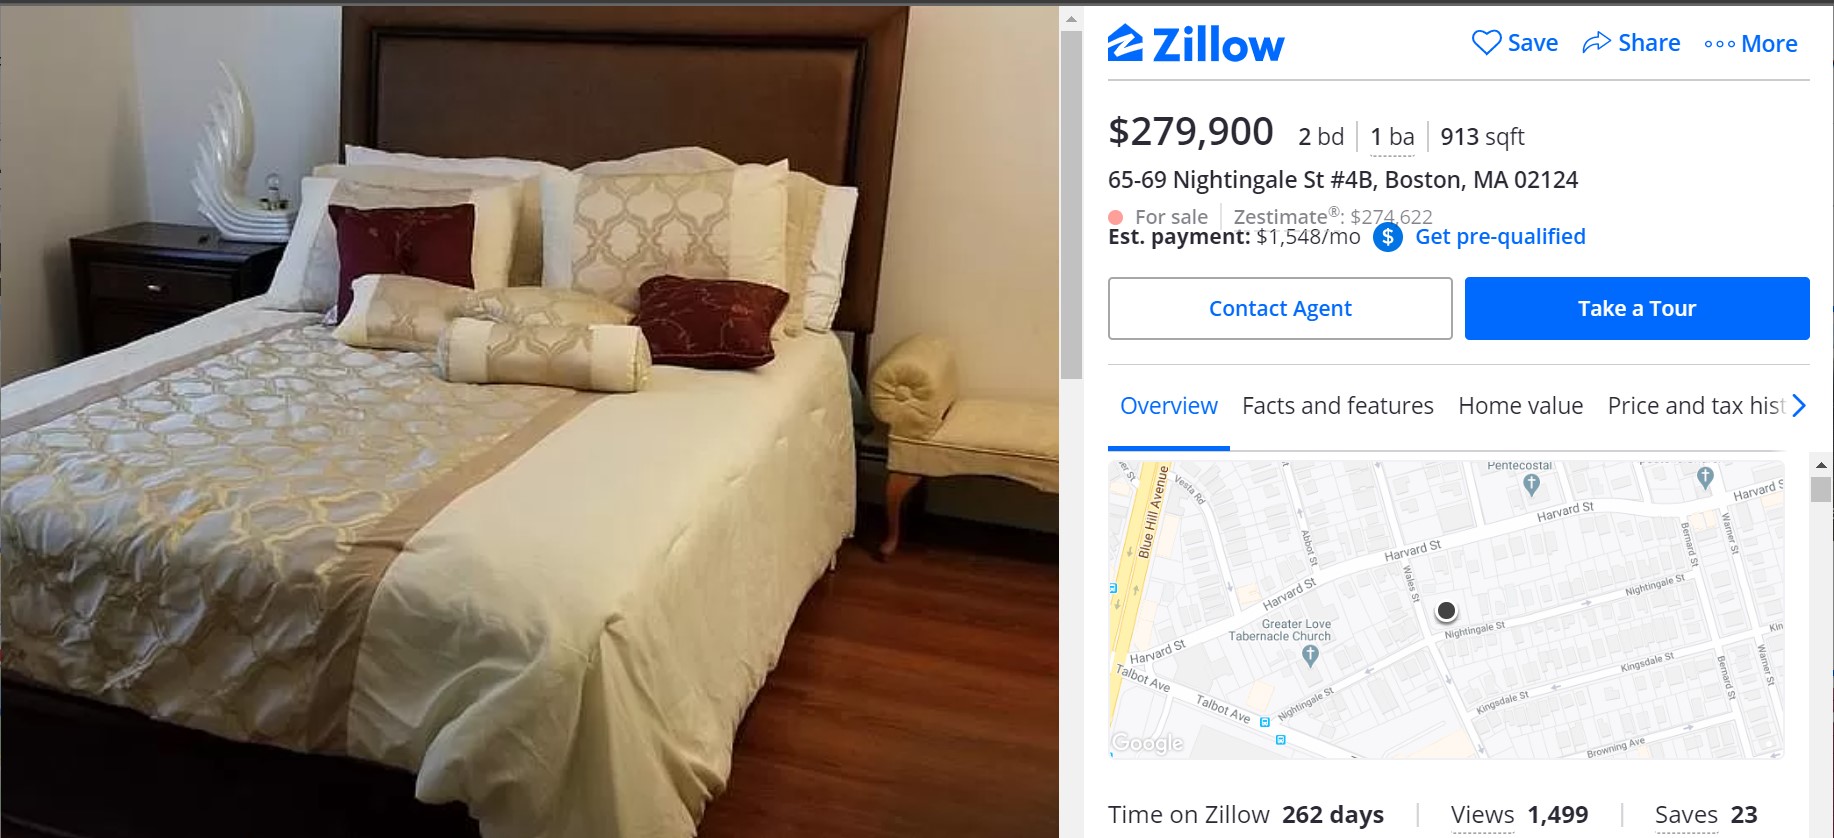 Zillow
Save Share More
$279,900 2 bd 1 ba 913 sqft
65-69 Nightingale St #4B, Boston, MA 02124
For sale Zestimate®: $274,622
Est. payment: $1,548/mo $ Get pre-qualified
Contact Agent Take a Tour
Overview Facts and features Home value Price and tax hist
Pentecostal
Vesta Rd
Blue Hill Avenue
Harvard S
Harvard St
Abbot St
Bernard St
Warner St
Harvard St
Wales St
Harvard St
Nightingale St
Greater Love
Tabernacle Church
Nightingale St
Kin
Harvard St
Kingsdale St
Talbot Ave
Bernard St
Warner St
Talbot Ave
Nightingale St
Kingsdale St
Browning Ave
Google
Time on Zillow 262 days Views 1,499 Saves 23